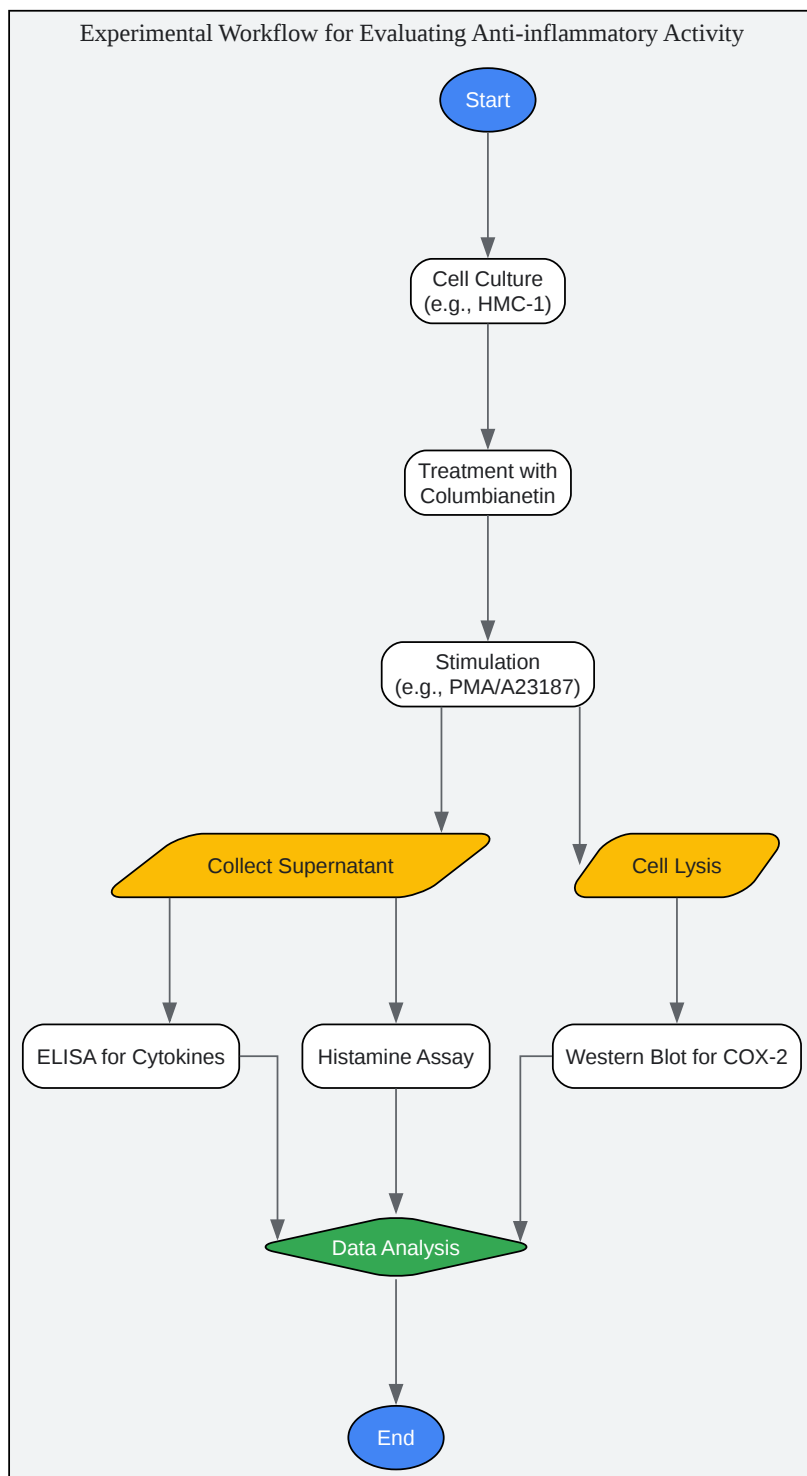 Experimental Workflow for Evaluating Anti-inflammatory Activity
Start
Cell Culture
(e.g., HMC-1)
Treatment with
Columbianetin
Stimulation
(e.g., PMA/A23187)
Collect Supernatant
Cell Lysis
ELISA for Cytokines
Histamine Assay
Western Blot for COX-2
Data Analysis
End